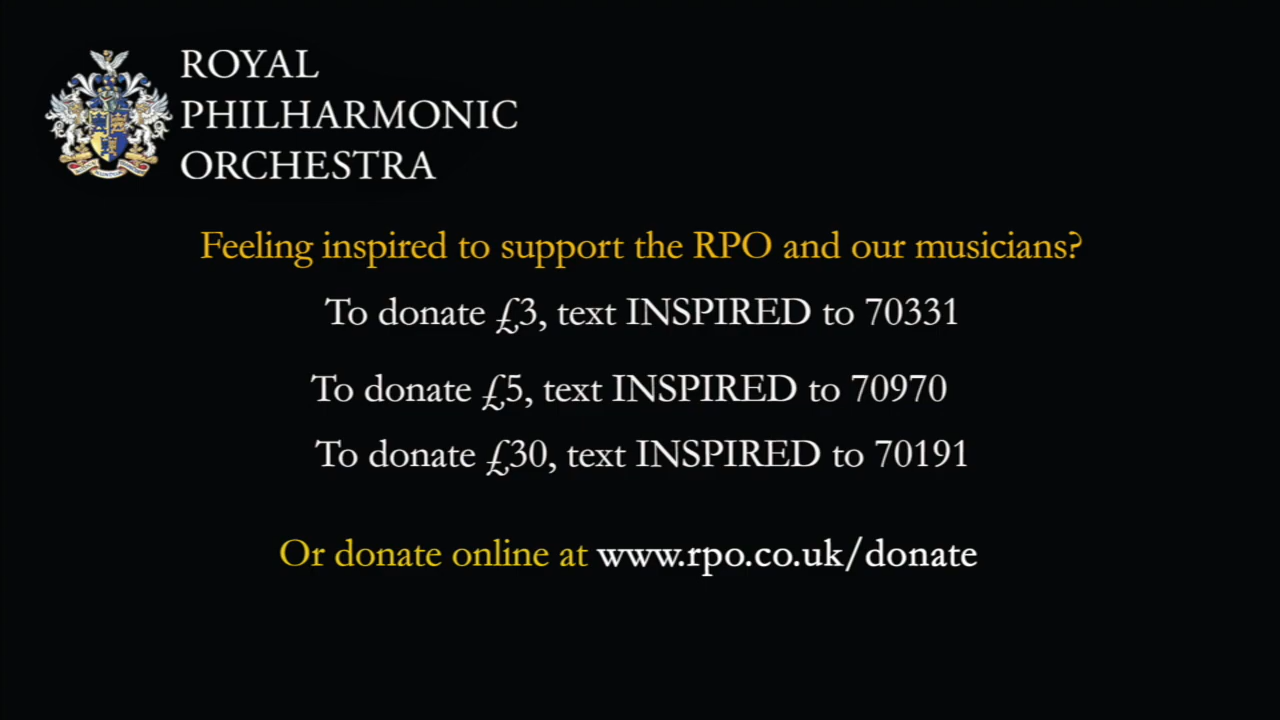 ROYAL
PHILHARMONIC
ORCHESTRA
Feeling inspired to support the RPO and our musicians?
To donate £3, text INSPIRED to 70331
To donate £5, text INSPIRED to 70970
To donate £30, text INSPIRED to 70191
Or donate online at www.rpo.co.uk/donate